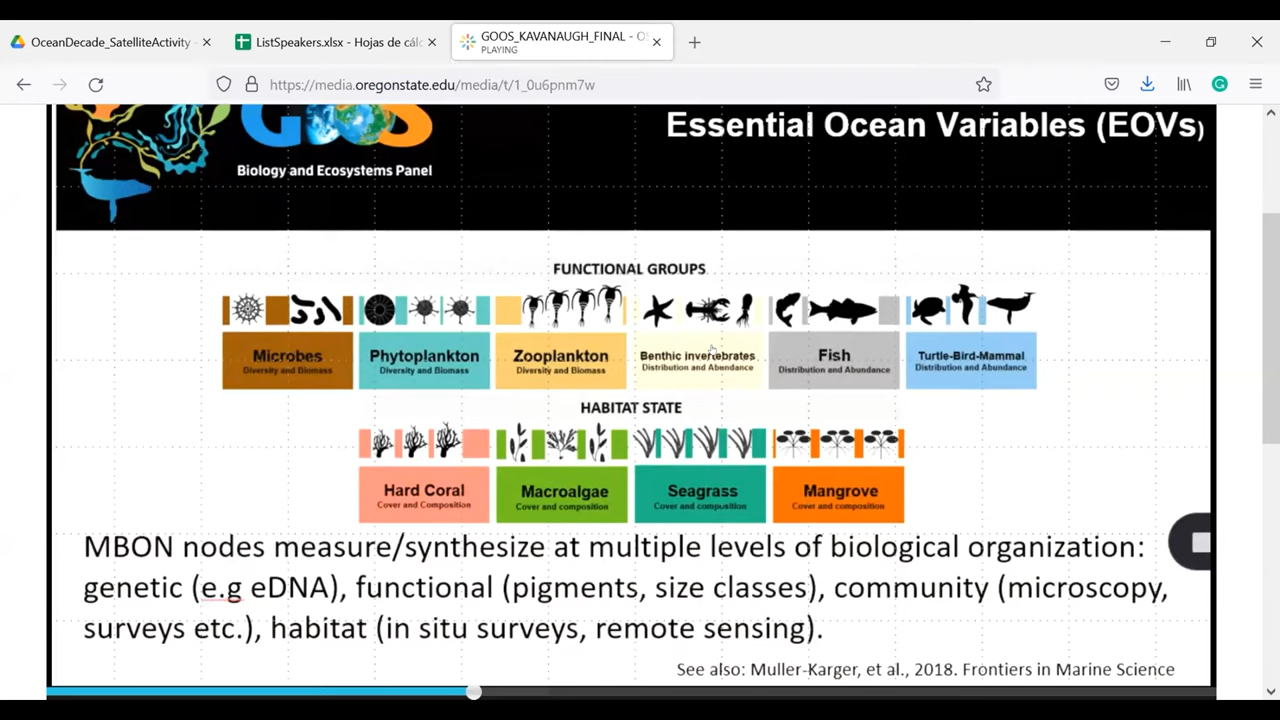 OceanDecade_SatelliteActivity -
ListSpeakers.xlsx - Hojas de cálc
GOOS_KAVANAUGH_FINAL - OS
PLAYING
https://media.oregonstate.edu/media/t/1_0u6pnm7w
GOOS
Biology and Ecosystems Panel
Essential Ocean Variables (EOVs)
FUNCTIONAL GROUPS
Microbes
Diversity and Biomass
Phytoplankton
Diversity and Biomass
Zooplankton
Diversity and Biomass
Benthic invertebrates
Distribution and Abundance
Fish
Distribution and Abundance
Turtle-Bird-Mammal
Distribution and Abundance
HABITAT STATE
Hard Coral
Cover and Composition
Macroalgae
Cover and composition
Seagrass
Cover and composition
Mangrove
Cover and composition
MBON nodes measure/synthesize at multiple levels of biological organization:
genetic (e.g eDNA), functional (pigments, size classes), community (microscopy,
surveys etc.), habitat (in situ surveys, remote sensing).
See also: Muller-Karger, et al., 2018. Frontiers in Marine Science